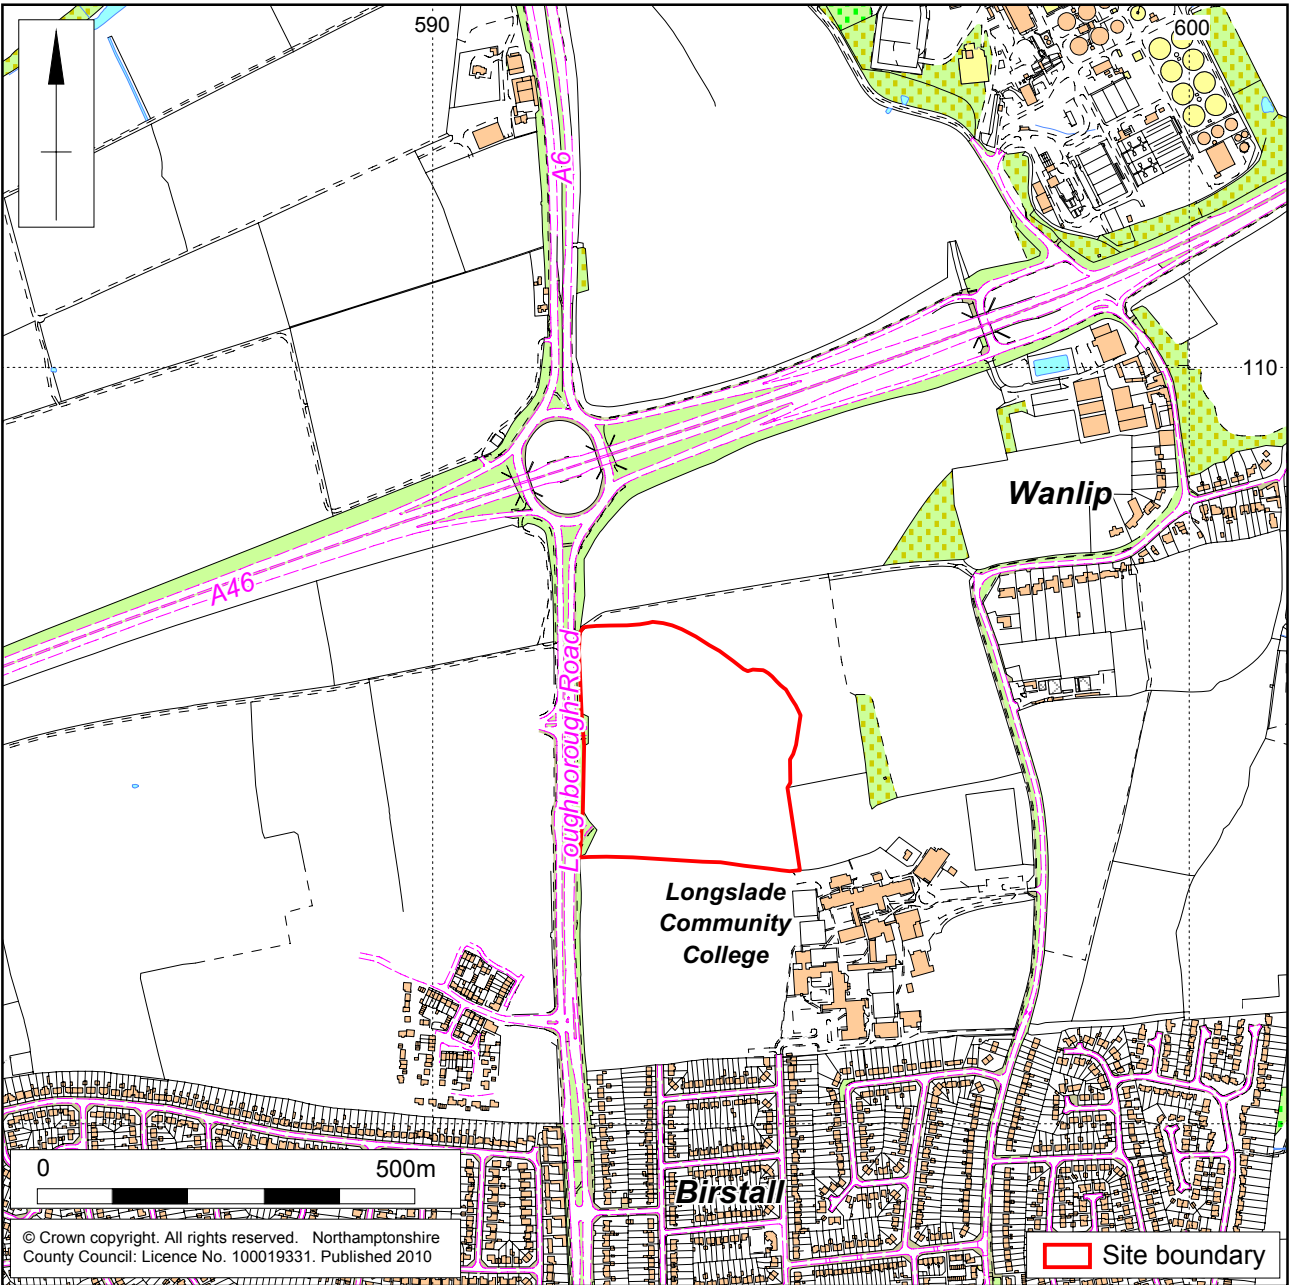 590
600
A6
110
Wanlip
A46
Loughborough Road
Longslade
Community
College
Birstall
0 500m
© Crown copyright. All rights reserved. Northamptonshire
County Council: Licence No. 100019331. Published 2010
Site boundary